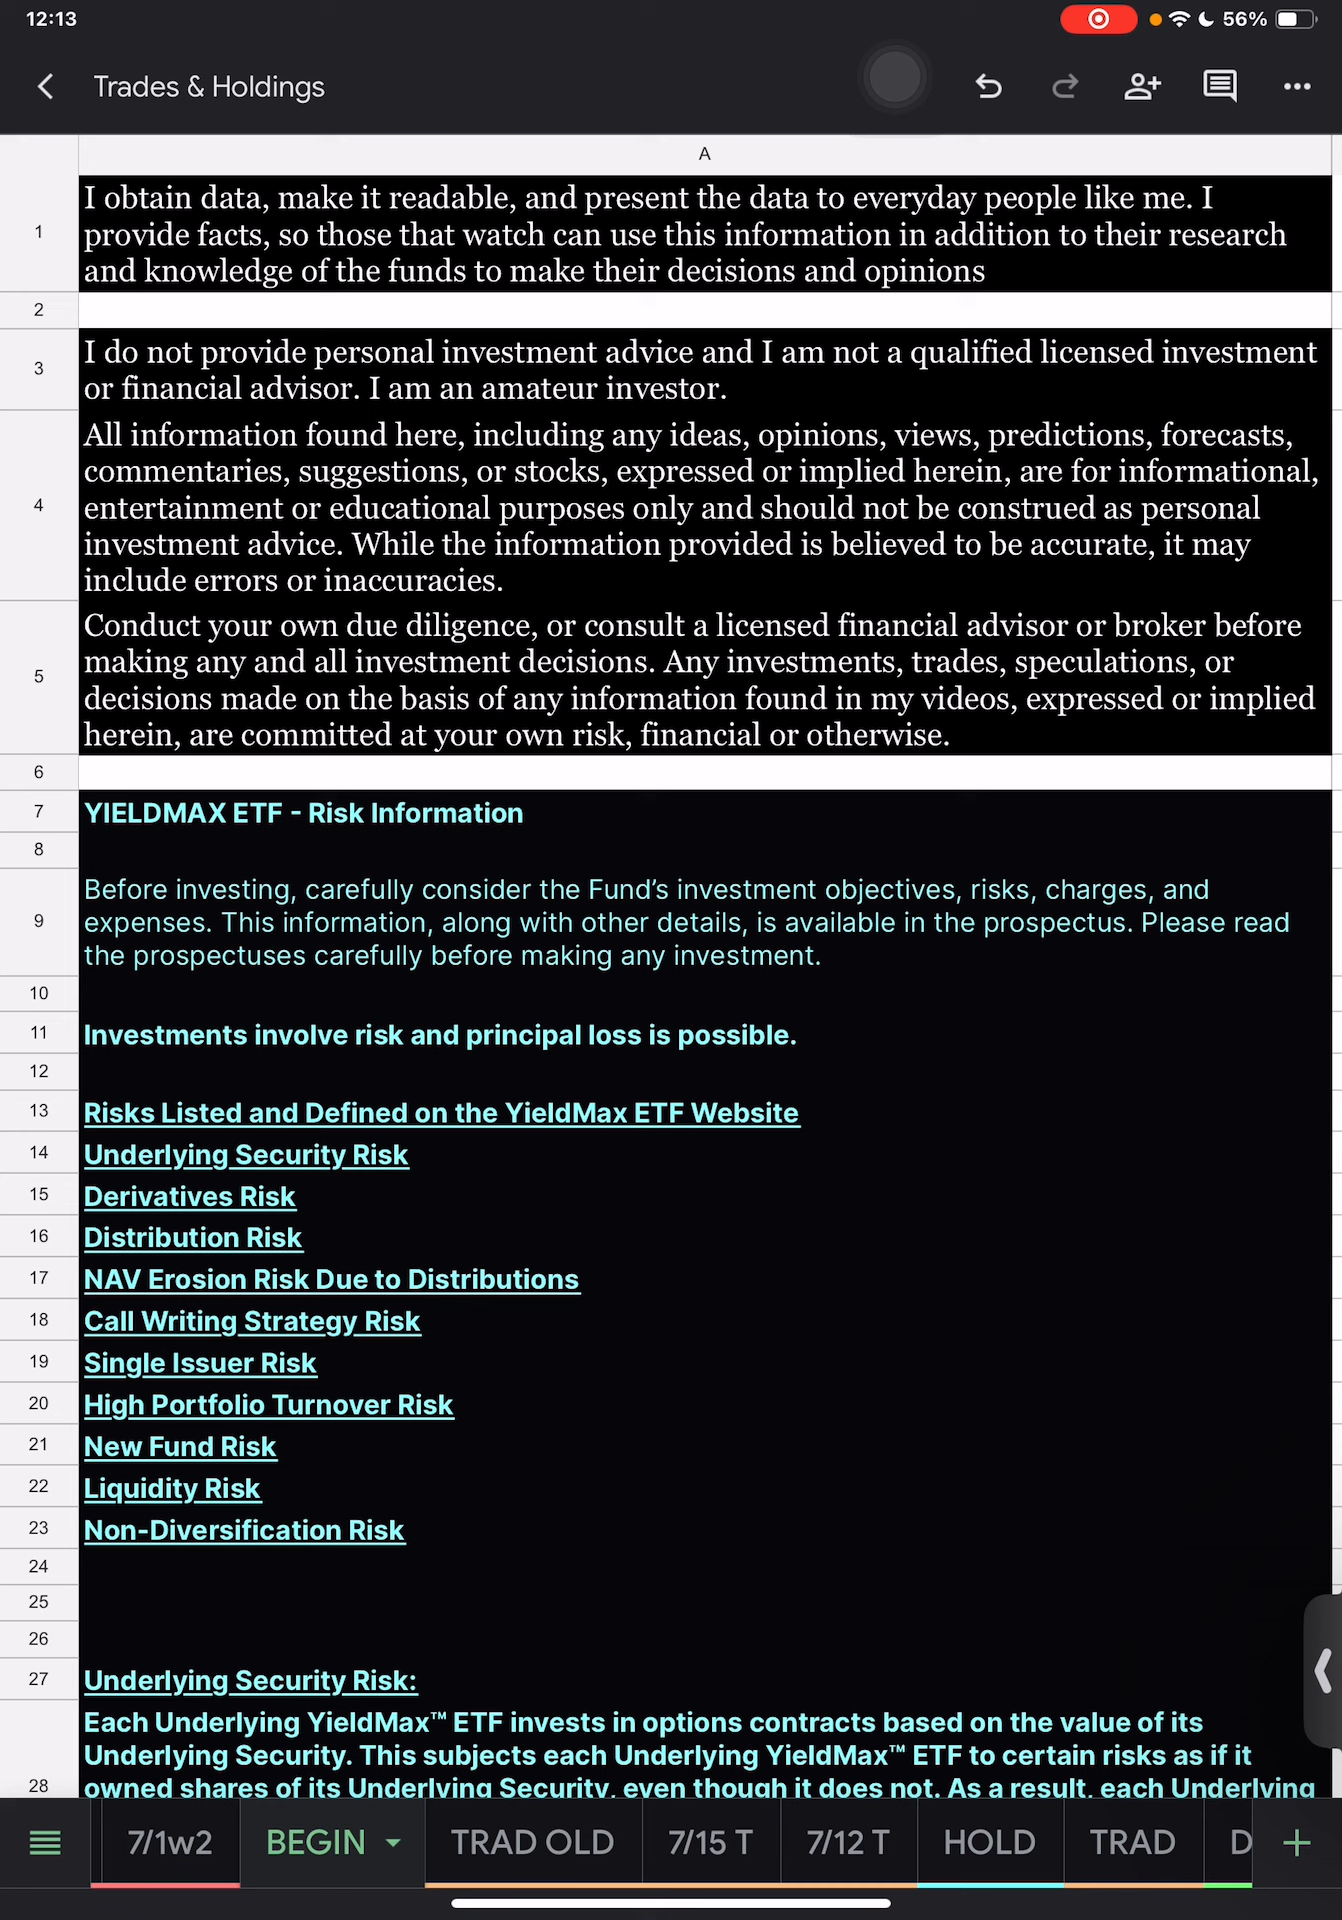 12:13
56%
Trades & Holdings
A
1
I obtain data, make it readable, and present the data to everyday people like me. I
provide facts, so those that watch can use this information in addition to their research
and knowledge of the funds to make their decisions and opinions
2
3
I do not provide personal investment advice and I am not a qualified licensed investment
or financial advisor. I am an amateur investor.
4
All information found here, including any ideas, opinions, views, predictions, forecasts,
commentaries, suggestions, or stocks, expressed or implied herein, are for informational,
entertainment or educational purposes only and should not be construed as personal
investment advice. While the information provided is believed to be accurate, it may
include errors or inaccuracies.
5
Conduct your own due diligence, or consult a licensed financial advisor or broker before
making any and all investment decisions. Any investments, trades, speculations, or
decisions made on the basis of any information found in my videos, expressed or implied
herein, are committed at your own risk, financial or otherwise.
6
7
YIELDMAX ETF - Risk Information
8
9
Before investing, carefully consider the Fund's investment objectives, risks, charges, and
expenses. This information, along with other details, is available in the prospectus. Please read
the prospectuses carefully before making any investment.
10
11
Investments involve risk and principal loss is possible.
12
13
Risks Listed and Defined on the YieldMax ETF Website
14
Underlying Security Risk
15
Derivatives Risk
16
Distribution Risk
17
NAV Erosion Risk Due to Distributions
18
Call Writing Strategy Risk
19
Single Issuer Risk
20
High Portfolio Turnover Risk
21
New Fund Risk
22
Liquidity Risk
23
Non-Diversification Risk
24
25
26
27
Underlying Security Risk:
28
Each Underlying YieldMax™ ETF invests in options contracts based on the value of its
Underlying Security. This subjects each Underlying YieldMax™ ETF to certain risks as if it
owned shares of its Underlying Security, even though it does not. As a result, each Underlying
7/1w2
BEGIN
TRAD OLD
7/15 T
7/12 T
HOLD
TRAD
D